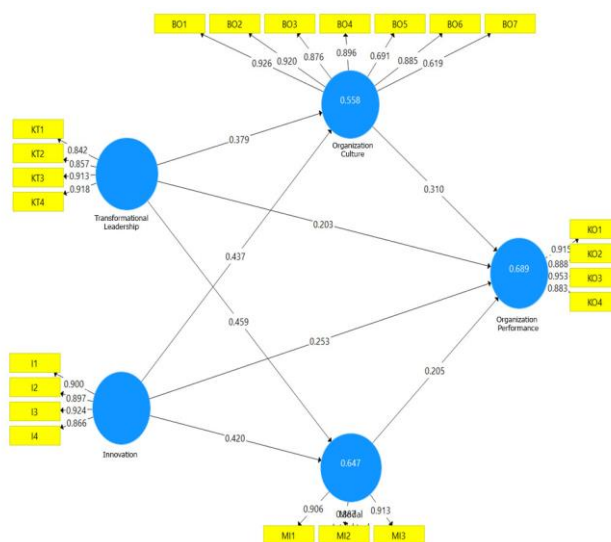 BO1 BO2 BO3 BO4 BO5 BO6 BO7
0.926 0.920 0.876 0.896 0.691 0.885 0.619
0.558
Organization
Culture
KT1
KT2
KT3
KT4
0.842
0.857
0.913
0.918
Transformational
Leadership
0.379
0.203
0.310
0.437
0.459
0.253
0.205
0.420
0.689
Organization
Performance
KO1
KO2
KO3
KO4
0.915
0.888
0.953
0.883
I1
I2
I3
I4
0.900
0.897
0.924
0.866
Innovation
0.647
0.906 0.913
MI1 MI2 MI3